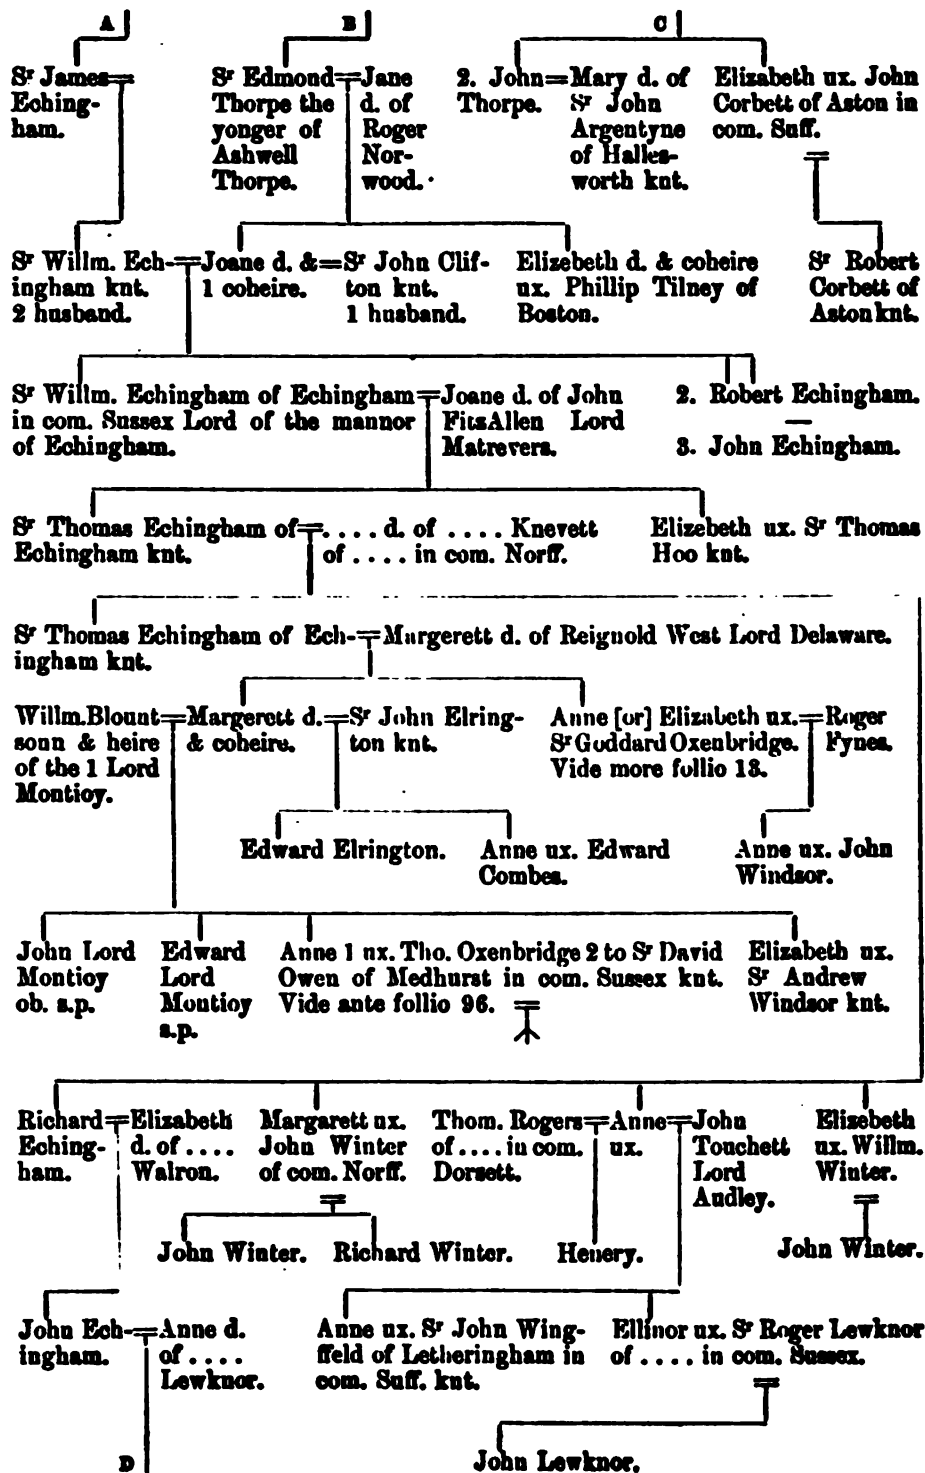 A
B
C
Sr James
Eching-
ham.
Sr Edmond
Thorpe the
yonger of
Ashwell
Thorpe.
Jane
d. of
Roger
Nor-
wood.
2. John
Thorpe.
Mary d. of
Sr John
Argentyne
of Halles-
worth knt.
Elizabeth ux. John
Corbett of Aston in
com. Suff.
Sr Willm. Ech-
ingham knt.
2 husband.
Joane d. &
1 coheire.
Sr John Clif-
ton knt.
1 husband.
Elizebeth d. & coheire
ux. Phillip Tilney of
Boston.
Sr Robert
Corbett of
Aston knt.
Sr Willm. Echingham of Echingham
in com. Sussex Lord of the mannor
of Echingham.
Joane d. of John
FitzAllen Lord
Matrevers.
2. Robert Echingham.
3. John Echingham.
Sr Thomas Echingham of
Echingham knt.
.... d. of .... Knevett
of .... in com. Norff.
Elizebeth ux. Sr Thomas
Hoo knt.
Sr Thomas Echingham of Ech-
ingham knt.
Margerett d. of Reignold West Lord Delaware.
Willm. Blount
sonn & heire
of the 1 Lord
Montioy.
Margerett d.
& coheire.
Sr John Elring-
ton knt.
Anne [or] Elizabeth ux.
Sr Goddard Oxenbridge.
Vide more follio 13.
Roger
Fynes.
Edward Elrington.
Anne ux. Edward
Combes.
Anne ux. John
Windsor.
John Lord
Montioy
ob. s.p.
Edward
Lord
Montioy
s.p.
Anne 1 ux. Tho. Oxenbridge 2 to Sr David
Owen of Medhurst in com. Sussex knt.
Vide ante follio 96.
Elizabeth ux.
Sr Andrew
Windsor knt.
Richard
Eching-
ham.
Elizabeth
d. of ....
Walron.
Margarett ux.
John Winter
of com. Norff.
Thom. Rogers
of .... in com.
Dorsett.
Anne
ux.
John
Touchett
Lord
Audley.
Elizebeth
ux. Willm.
Winter.
John Winter.
Richard Winter.
Henery.
John Winter.
John Ech-
ingham.
Anne d.
of ....
Lewknor.
Anne ux. Sr John Wing-
ffeld of Letheringham in
com. Suff. knt.
Ellinor ux. Sr Roger Lewknor
of .... in com. Sussex.
D
John Lewknor.